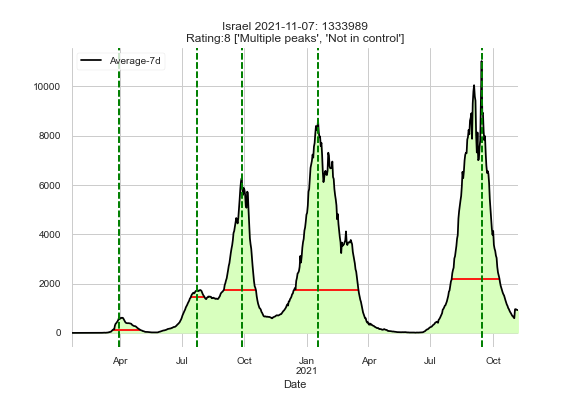 Israel 2021-11-07: 1333989
Rating:8 ['Multiple peaks', 'Not in control']
Average-7d
10000
8000
6000
4000
2000
0
Apr Jul Oct Jan Apr Jul Oct
2021
Date